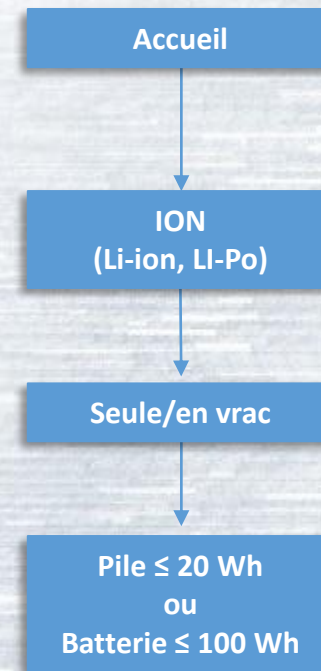 Accueil
ION
(Li-ion, LI-Po)
Seule/en vrac
Pile ≤ 20 Wh
ou
Batterie ≤ 100 Wh